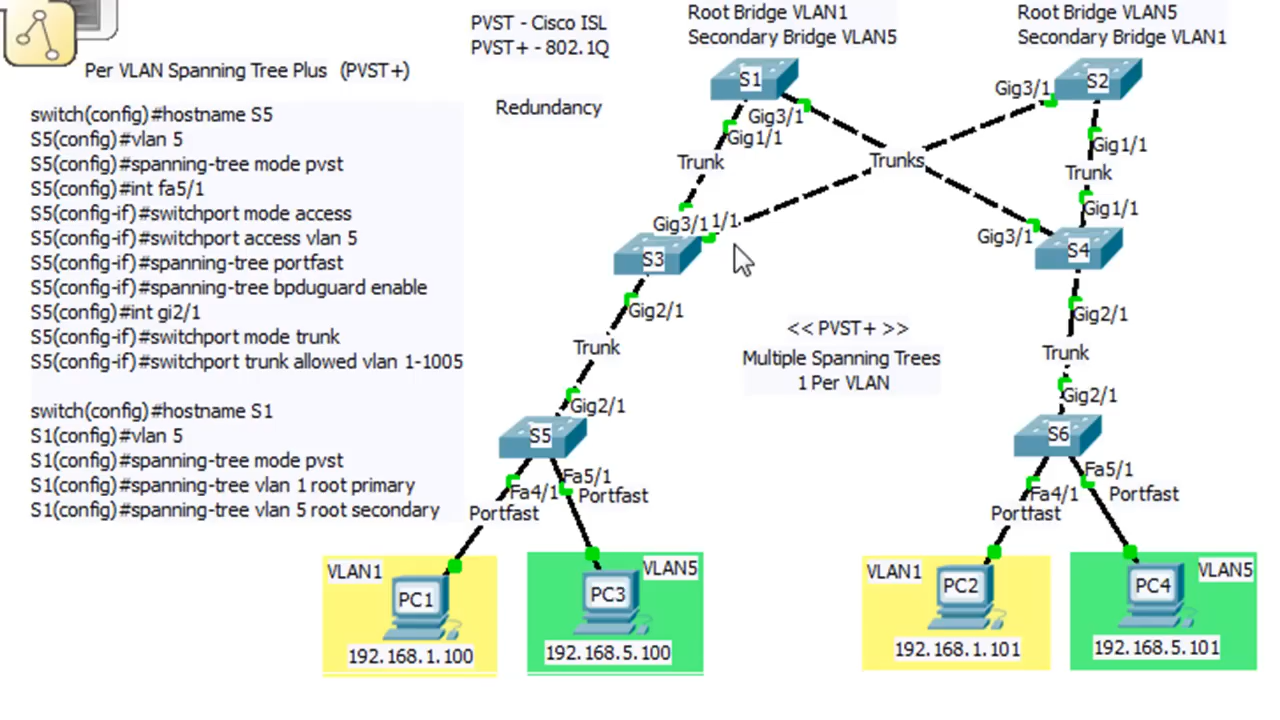 PVST - Cisco ISL
PVST+ - 802.1Q
Root Bridge VLAN1
Secondary Bridge VLAN5
Root Bridge VLAN5
Secondary Bridge VLAN1
Per VLAN Spanning Tree Plus (PVST+)
Redundancy
switch(config)#hostname S5
S5(config)#vlan 5
S5(config)#spanning-tree mode pvst
S5(config)#int fa5/1
S5(config-if)#switchport mode access
S5(config-if)#switchport access vlan 5
S5(config-if)#spanning-tree portfast
S5(config-if)#spanning-tree bpduguard enable
S5(config-if)#int gi2/1
S5(config-if)#switchport mode trunk
S5(config-if)#switchport trunk allowed vlan 1-1005
switch(config)#hostname S1
S1(config)#vlan 5
S1(config)#spanning-tree mode pvst
S1(config)#spanning-tree vlan 1 root primary
S1(config)#spanning-tree vlan 5 root secondary
S1
S2
Gig3/1
Gig3/1
Gig1/1
Gig1/1
Trunk
Trunks
Trunk
Gig3/1
1/1
Gig1/1
Gig3/1
S3
S4
Gig2/1
Gig2/1
<< PVST+ >>
Multiple Spanning Trees
1 Per VLAN
Trunk
Trunk
Gig2/1
Gig2/1
S5
S6
Fa4/1
Fa5/1
Portfast
Portfast
Fa4/1
Fa5/1
Portfast
Portfast
VLAN1
PC1
192.168.1.100
VLAN5
PC3
192.168.5.100
VLAN1
PC2
192.168.1.101
VLAN5
PC4
192.168.5.101